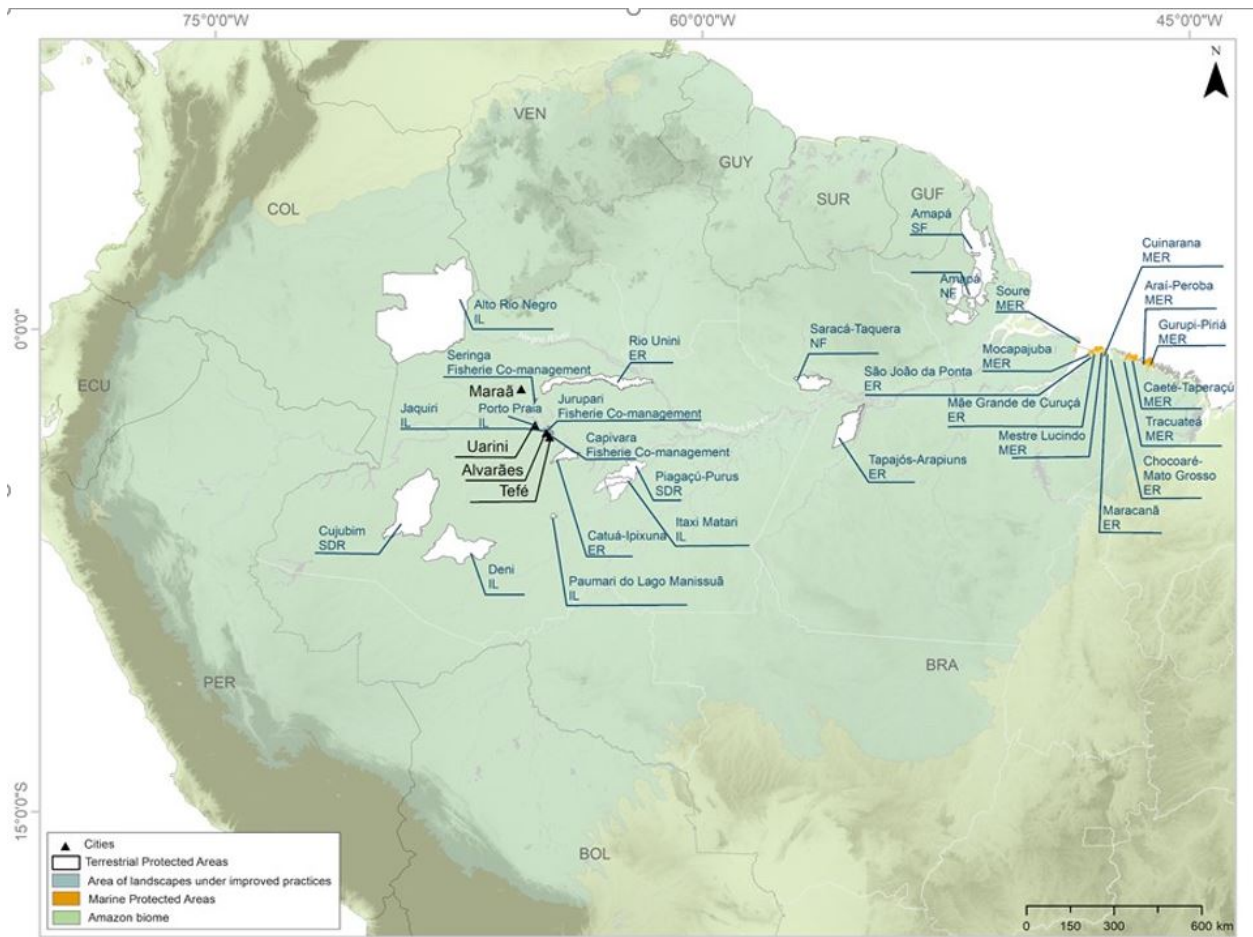 75°0'0"W
60°0'0"W
45°0'0"W
N
VEN
GUY
SUR
GUF
COL
Amapá
SF
Cuinarana
MER
Amapá
NF
Soure
MER
Araí-Peroba
MER
Alto Rio Negro
IL
0°0'0"
Rio Unini
ER
Saracá-Taquera
NF
Gurupi-Piriá
MER
Seringa
Fisherie Co-management
Mocapajuba
MER
ECU
Maraã
São João da Ponta
ER
Caeté-Taperaçú
MER
Jaquiri
IL
Porto Praia
IL
Jurupari
Fisherie Co-management
Mãe Grande de Curuçá
ER
Tracuateá
MER
Uarini
Capivara
Fisherie Co-management
Mestre Lucindo
MER
Alvarães
Tapajós-Arapiuns
ER
Chocoaré-
Mato Grosso
ER
Tefé
Piagaçú-Purus
SDR
Maracanã
ER
Cujubim
SDR
Catuá-Ipixuna
ER
Itaxi Matari
IL
Deni
IL
Paumari do Lago Manissuã
IL
PER
BRA
15°0'0"S
BOL
Cities
Terrestrial Protected Areas
Area of landscapes under improved practices
Marine Protected Areas
Amazon biome
0 150 300 600 km